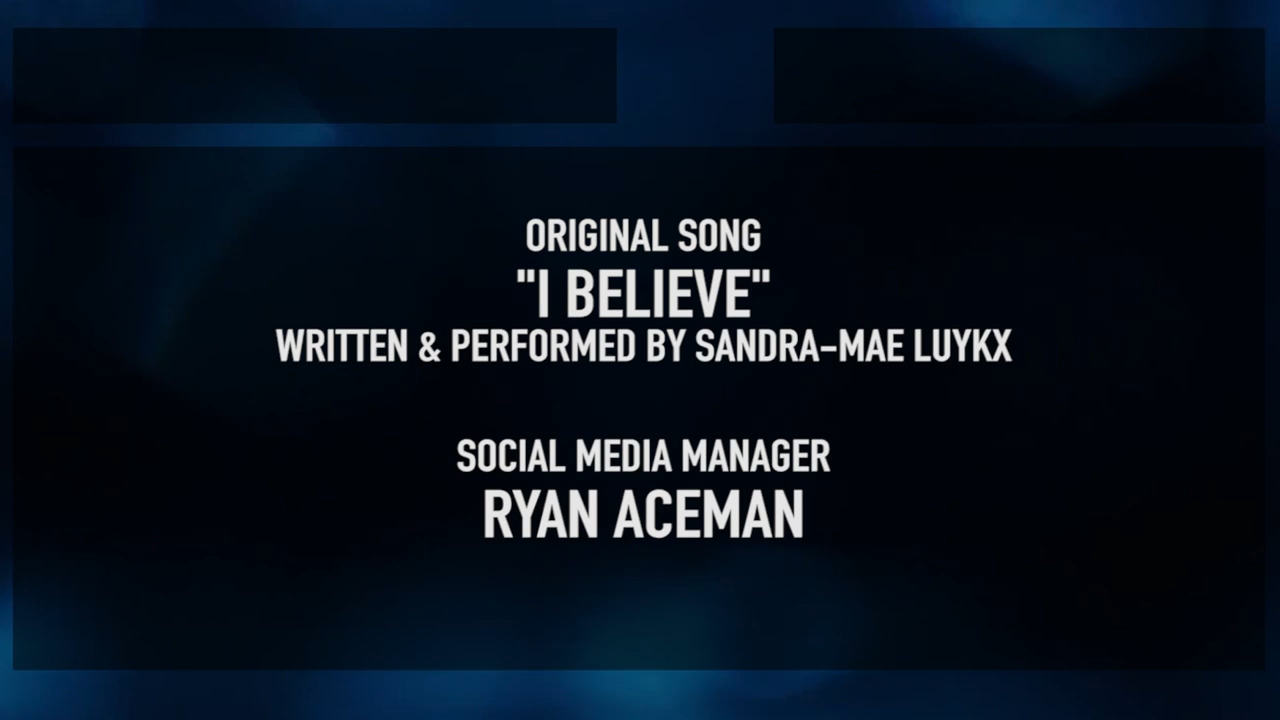 ORIGINAL SONG
"I BELIEVE"
WRITTEN & PERFORMED BY SANDRA-MAE LUYKX
SOCIAL MEDIA MANAGER
RYAN ACEMAN